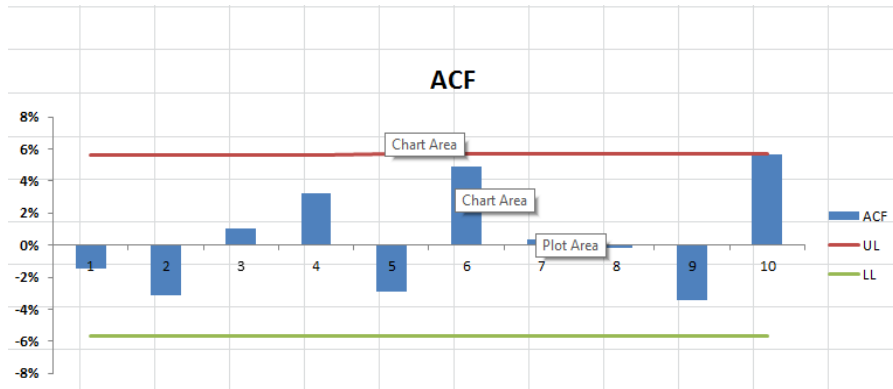 ACF
8%
6%
4%
2%
0%
-2%
-4%
-6%
-8%
Chart Area
Chart Area
Plot Area
1 2 3 4 5 6 7 8 9 10
ACF
UL
LL